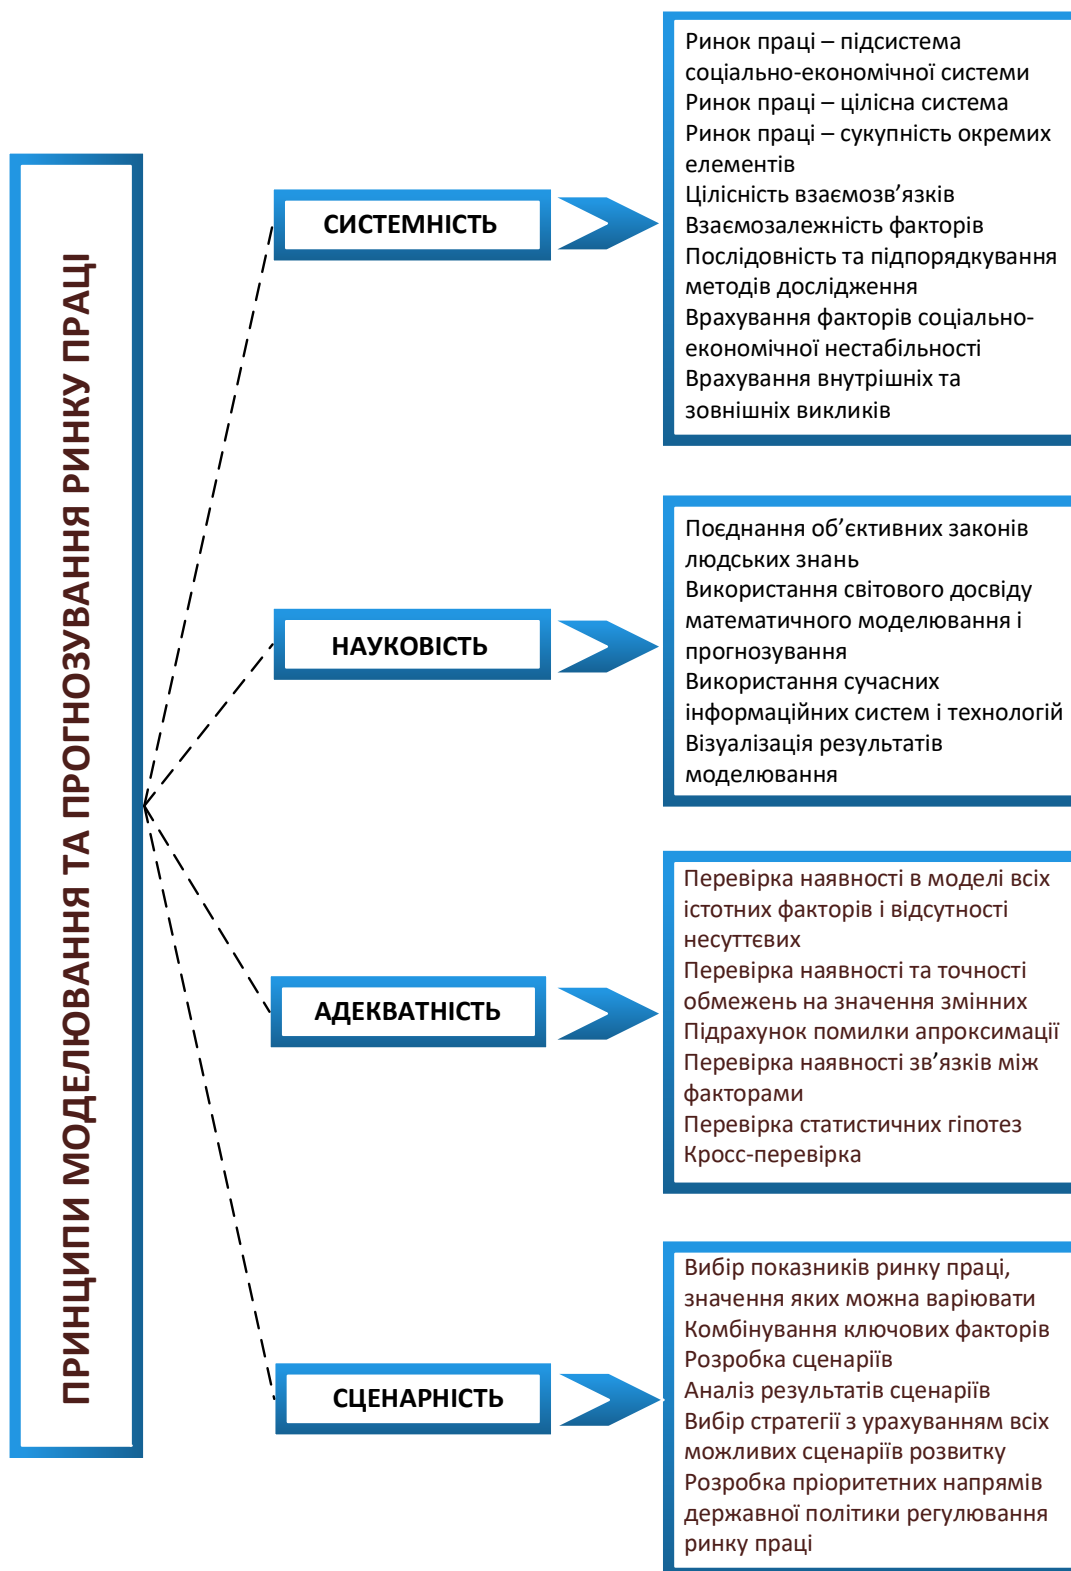 ПРИНЦИПИ МОДЕЛЮВАННЯ ТА ПРОГНОЗУВАННЯ РИНКУ ПРАЦІ
СИСТЕМНІСТЬ
Ринок праці – підсистема
соціально-економічної системи
Ринок праці – цілісна система
Ринок праці – сукупність окремих
елементів
Цілісність взаємозв’язків
Взаємозалежність факторів
Послідовність та підпорядкування
методів дослідження
Врахування факторів соціально-
економічної нестабільності
Врахування внутрішніх та
зовнішніх викликів
НАУКОВІСТЬ
Поєднання об’єктивних законів
людських знань
Використання світового досвіду
математичного моделювання і
прогнозування
Використання сучасних
інформаційних систем і технологій
Візуалізація результатів
моделювання
АДЕКВАТНІСТЬ
Перевірка наявності в моделі всіх
істотних факторів і відсутності
несуттєвих
Перевірка наявності та точності
обмежень на значення змінних
Підрахунок помилки апроксимації
Перевірка наявності зв’язків між
факторами
Перевірка статистичних гіпотез
Кросс-перевірка
СЦЕНАРНІСТЬ
Вибір показників ринку праці,
значення яких можна варіювати
Комбінування ключових факторів
Розробка сценаріїв
Аналіз результатів сценаріїв
Вибір стратегії з урахуванням всіх
можливих сценаріїв розвитку
Розробка пріоритетних напрямів
державної політики регулювання
ринку праці